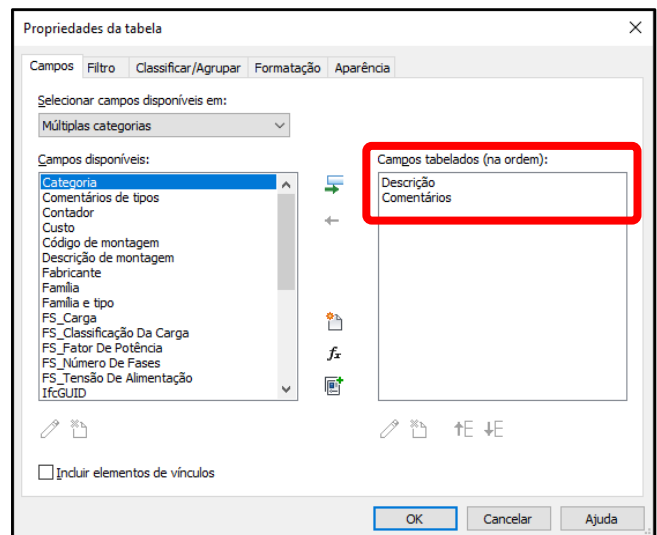 Propriedades da tabela
Campos Filtro Classificar/Agrupar Formatação Aparência
Selecionar campos disponíveis em:
Múltiplas categorias
Campos disponíveis:
Categoria
Comentários de tipos
Contador
Custo
Código de montagem
Descrição de montagem
Fabricante
Família
Família e tipo
FS_Carga
FS_Classificação Da Carga
FS_Fator De Potência
FS_Número De Fases
FS_Tensão De Alimentação
IfcGUID
fx
Campos tabelados (na ordem):
Descrição
Comentários
Incluir elementos de vínculos
OK Cancelar Ajuda